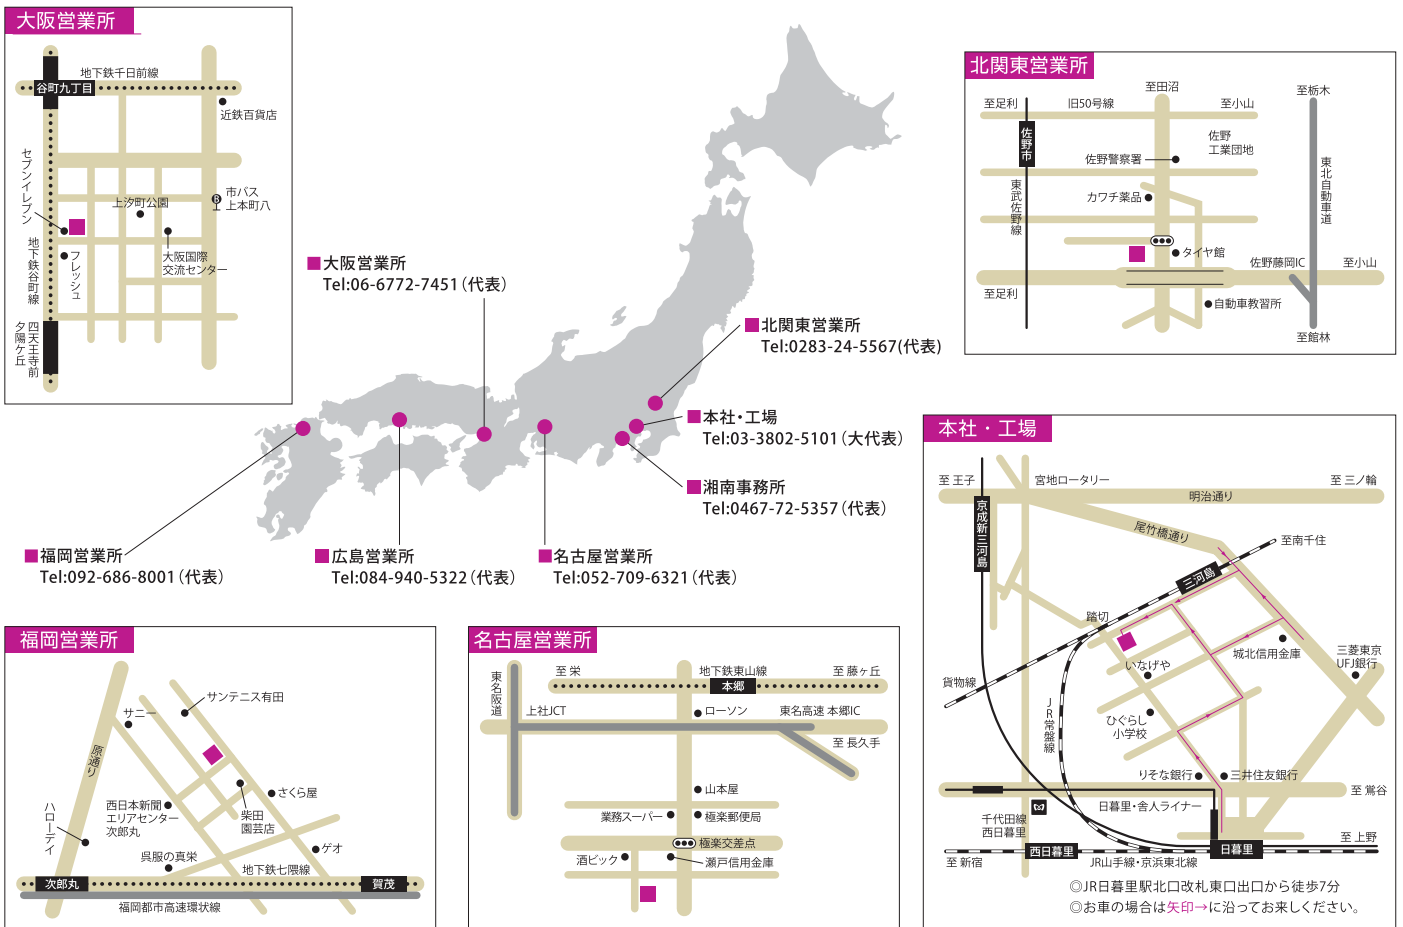 大阪営業所
地下鉄千日前線
谷町九丁目
近鉄百貨店
セブンイレブン
市バス
上本町八
上汐町公園
大阪国際
交流センター
フレッシュ
地下鉄谷町線
四天王寺前
夕陽ケ丘
北関東営業所
至田沼
至栃木
至足利
旧50号線
至小山
佐野市
佐野
工業団地
佐野警察署
東北自動車道
東武佐野線
カワチ薬品
タイヤ館
佐野藤岡IC
至小山
至足利
自動車教習所
至館林
大阪営業所
Tel:06-6772-7451(代表)
北関東営業所
Tel:0283-24-5567(代表)
本社・工場
Tel:03-3802-5101(大代表)
湘南事務所
Tel:0467-72-5357(代表)
福岡営業所
Tel:092-686-8001(代表)
広島営業所
Tel:084-940-5322(代表)
名古屋営業所
Tel:052-709-6321(代表)
本社・工場
至 王子
宮地ロータリー
至 三ノ輪
明治通り
京成新三河島
尾竹橋通り
至南千住
三河島
踏切
城北信用金庫
三菱東京
UFJ銀行
いなげや
貨物線
JR常盤線
ひぐらし
小学校
りそな銀行
三井住友銀行
至 鴬谷
日暮里・舎人ライナー
千代田線
西日暮里
至 上野
至 新宿
西日暮里
日暮里
JR山手線・京浜東北線
◎JR日暮里駅北口改札東口出口から徒歩7分
◎お車の場合は矢印→に沿ってお来しください。
福岡営業所
サンテニス有田
サニー
原通り
さくら屋
西日本新聞
エリアセンター
次郎丸
柴田
園芸店
ハローデイ
ゲオ
呉服の真栄
地下鉄七隈線
次郎丸
賀茂
福岡都市高速環状線
名古屋営業所
東名阪道
至 栄
地下鉄東山線
至 藤ヶ丘
本郷
上社JCT
ローソン
東名高速 本郷IC
至 長久手
山本屋
業務スーパー
極楽郵便局
極楽交差点
酒ビック
瀬戸信用金庫